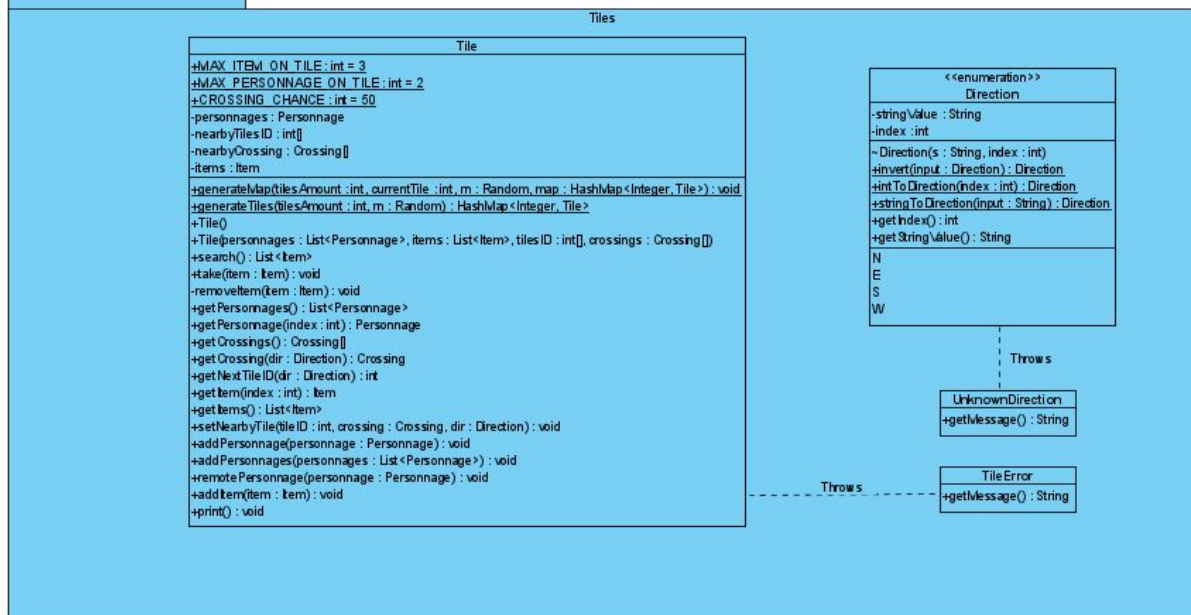 Tiles
Tile
+MAX_ITEM_ON_TILE : int = 3
+MAX_PERSONNAGE_ON_TILE : int = 2
+CROSSING_CHANCE : int = 50
-personnages : Personnage
-nearbyTilesID : int[]
-nearbyCrossing : Crossing[]
-items : Item
+generateMap(tilesAmount : int, currentTile : int, rn : Random, map : HashMap<Integer, Tile>) : void
+generateTiles(tilesAmount : int, rn : Random) : HashMap<Integer, Tile>
+Tile()
+Tile(personnages : List<Personnage>, items : List<Item>, tilesID : int[], crossings : Crossing[])
+search() : List<Item>
+take(item : Item) : void
-removeItem(item : Item) : void
+getPersonnages() : List<Personnage>
+getPersonnage(index : int) : Personnage
+getCrossings() : Crossing[]
+getCrossing(dir : Direction) : Crossing
+getNextTileID(dir : Direction) : int
+getItem(index : int) : Item
+getItems() : List<Item>
+setNearbyTile(tileID : int, crossing : Crossing, dir : Direction) : void
+addPersonnage(personnage : Personnage) : void
+addPersonnages(personnages : List<Personnage>) : void
+remotePersonnage(personnage : Personnage) : void
+addItem(item : Item) : void
+print() : void
<<enumeration>>
Direction
-stringValue : String
-index : int
~Direction(s : String, index : int)
+invert(input : Direction) : Direction
+intToDirection(index : int) : Direction
+stringToDirection(input : String) : Direction
+getIndex() : int
+getStringValue() : String
N
E
S
W
Throws
UnknownDirection
+getMessage() : String
Throws
TileError
+getMessage() : String